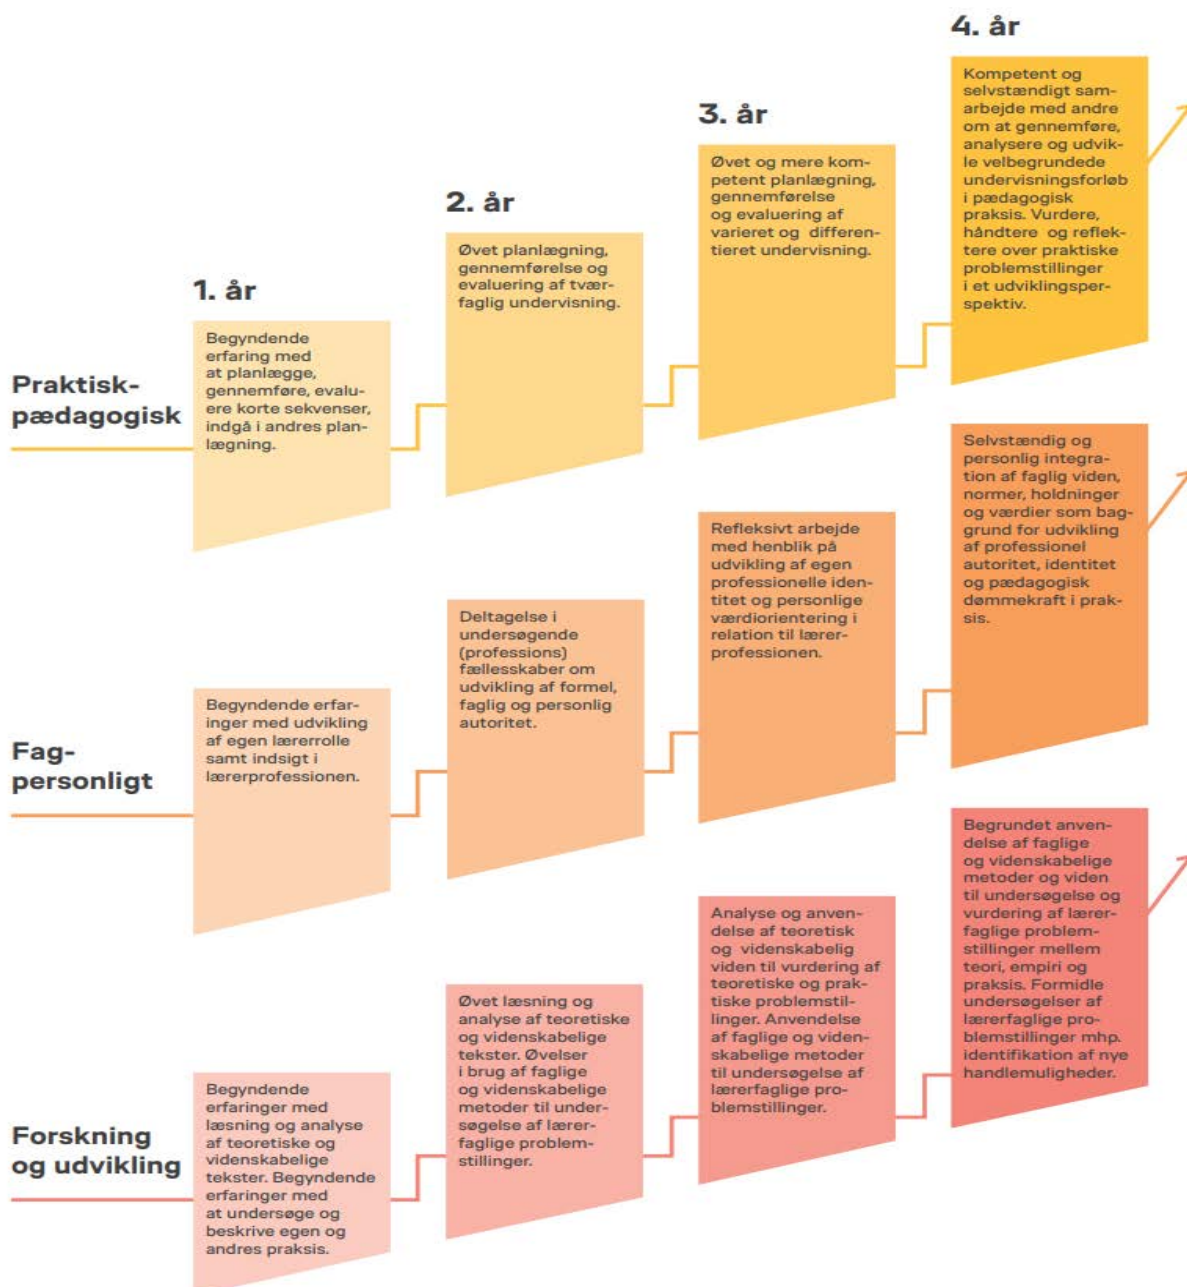 Praktisk-
pædagogisk
1. år
Begyndende
erfaring med
at planlægge,
gennemføre, evalu-
ere korte sekvenser,
indgå i andres plan-
lægning.
2. år
Øvet planlægning,
gennemførelse og
evaluering af tvær-
faglig undervisning.
3. år
Øvet og mere kom-
petent planlægning,
gennemførelse
og evaluering af
varieret og differen-
tieret undervisning.
4. år
Kompetent og
selvstændigt sam-
arbejde med andre
om at gennemføre,
analysere og udvik-
le velbegrundede
undervisningsforløb
i pædagogisk
praksis. Vurdere,
håndtere og reflek-
tere over praktiske
problemstillinger
i et udviklingsper-
spektiv.
Fag-
personligt
Begyndende erfar-
inger med udvikling
af egen lærerrolle
samt indsigt i
lærerprofessionen.
Deltagelse i
undersøgende
(professions)
fællesskaber om
udvikling af formel,
faglig og personlig
autoritet.
Refleksivt arbejde
med henblik på
udvikling af egen
professionelle iden-
titet og personlige
værdiorientering i
relation til lærer-
professionen.
Selvstændig og
personlig integra-
tion af faglig viden,
normer, holdninger
og værdier som bag-
grund for udvikling
af professionel
autoritet, identitet
og pædagogisk
dømmekraft i prak-
sis.
Forskning
og udvikling
Begyndende
erfaringer med
læsning og analyse
af teoretiske og
videnskabelige
tekster. Begyndende
erfaringer med
at undersøge og
beskrive egen og
andres praksis.
Øvet læsning og
analyse af teoretiske
og videnskabelige
tekster. Øvelser
i brug af faglige
og videnskabelige
metoder til under-
søgelse af lærer-
faglige problem-
stillinger.
Analyse og anven-
delse af teoretisk
og videnskabelig
viden til vurdering af
teoretiske og prak-
tiske problemstil-
linger. Anvendelse
af faglige og viden-
skabelige metoder
til undersøgelse af
lærerfaglige pro-
blemstillinger.
Begrundet anven-
delse af faglige
og videnskabelige
metoder og viden
til undersøgelse og
vurdering af lærer-
faglige problem-
stillinger mellem
teori, empiri og
praksis. Formidle
undersøgelser af
lærerfaglige pro-
blemstillinger mhp.
identifikation af nye
handlemuligheder.